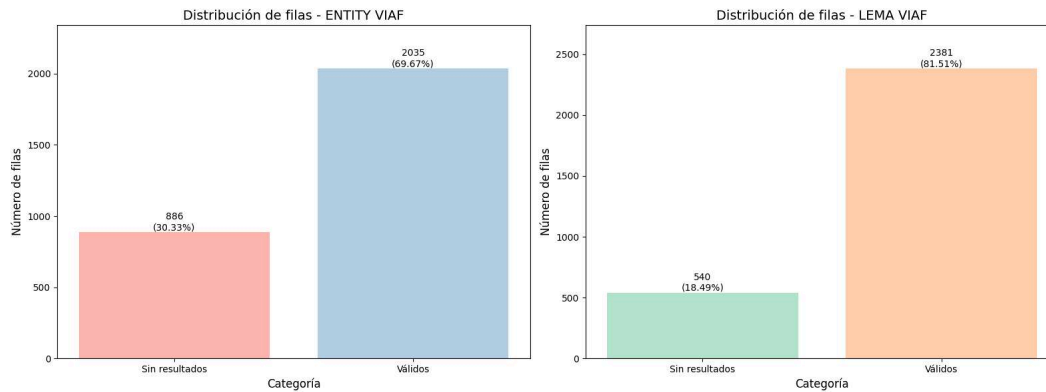 Distribución de filas - ENTITY VIAF
Número de filas
2000
1500
1000
500
0
886
(30.33%)
2035
(69.67%)
Sin resultados
Válidos
Categoría
Distribución de filas - LEMA VIAF
Número de filas
2500
2000
1500
1000
500
0
540
(18.49%)
2381
(81.51%)
Sin resultados
Válidos
Categoría